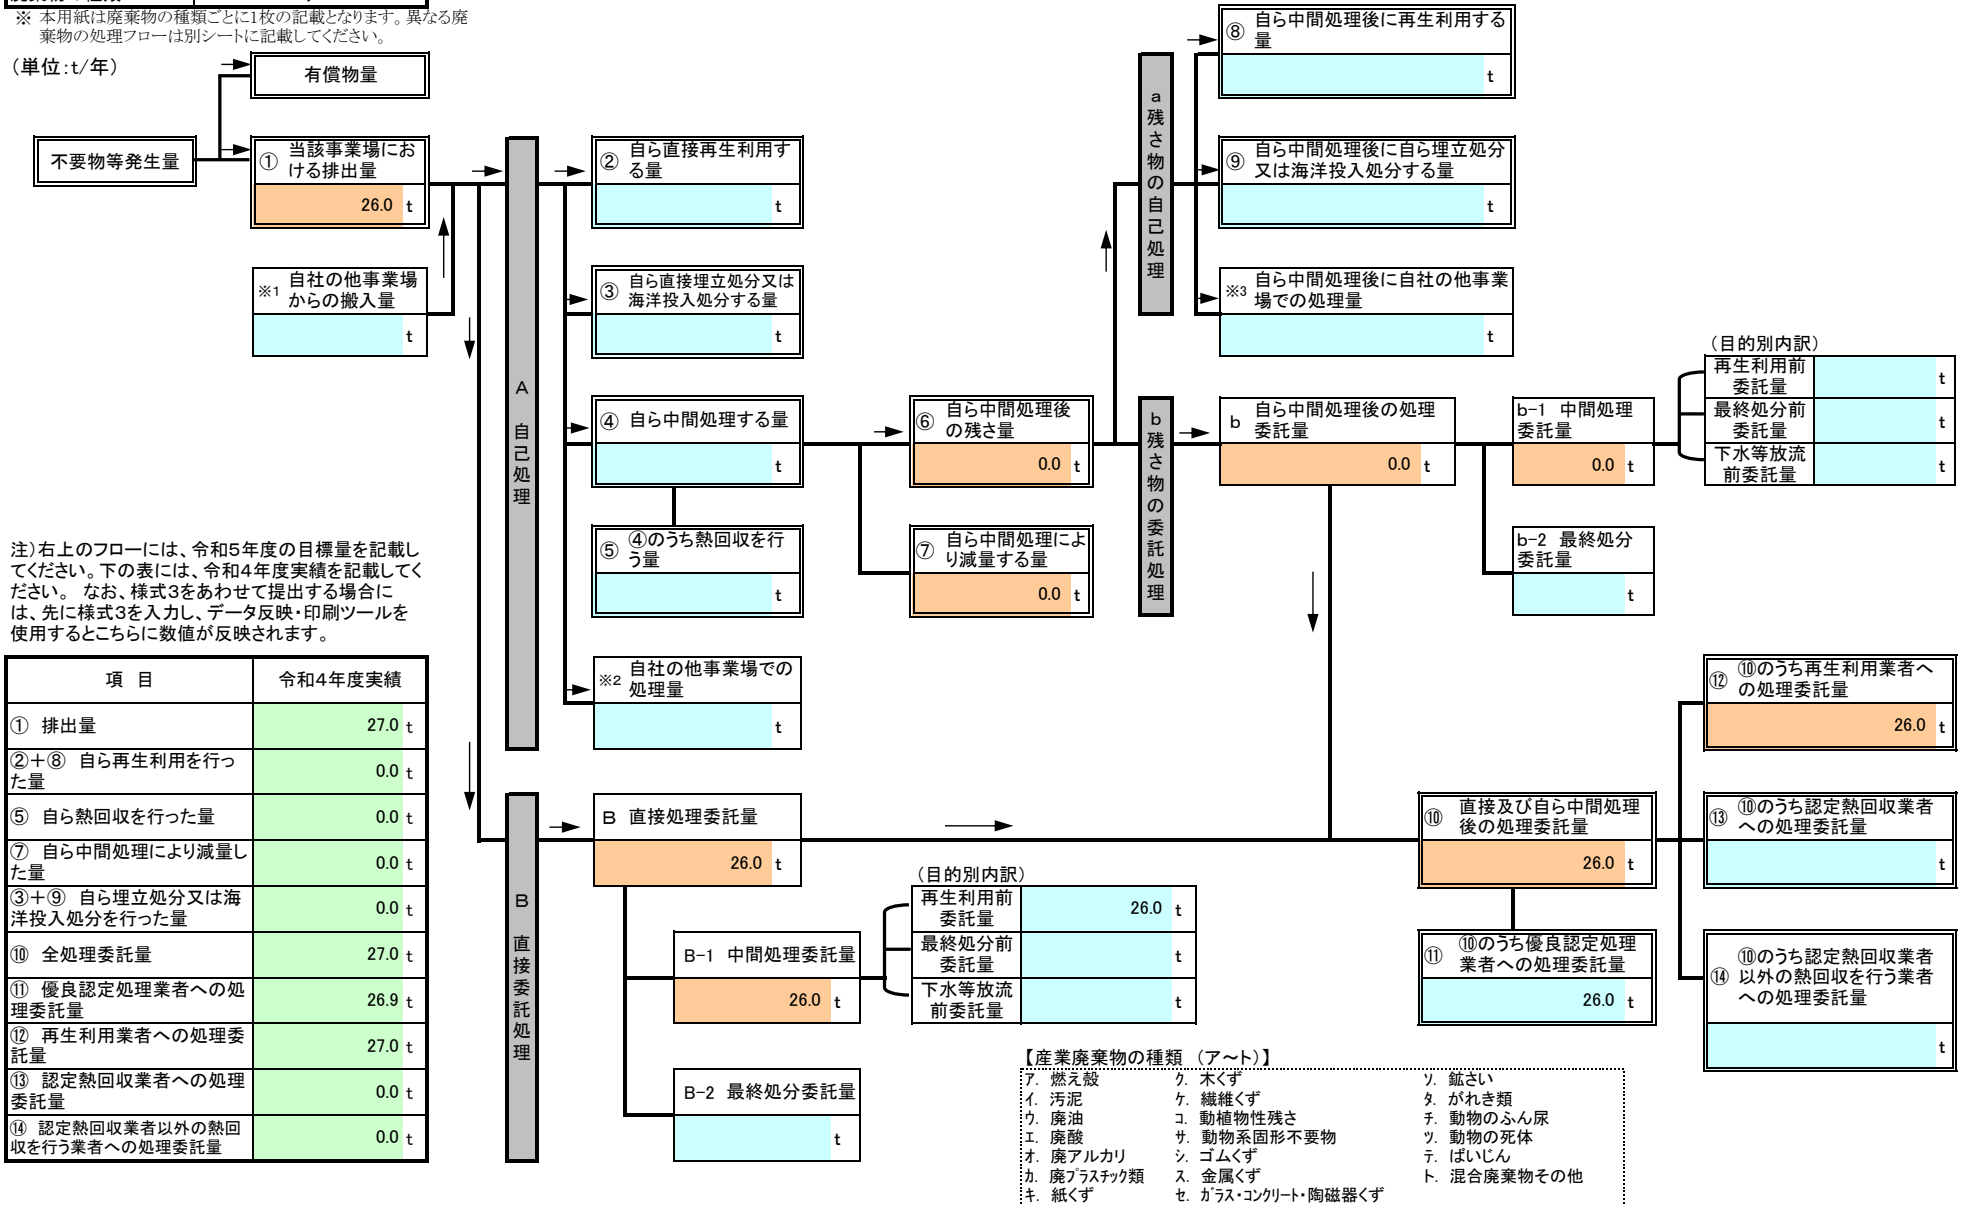 ※ 本用紙は廃棄物の種類ごとに1枚の記載となります。異なる廃
棄物の処理フローは別シートに記載してください。
(単位:t/年)
有償物量
不要物等発生量
① 当該事業場にお
ける排出量
26.0 t
※1 自社の他事業場
からの搬入量
t
A 自己処理
② 自ら直接再生利用す
る量
t
③ 自ら直接埋立処分又は
海洋投入処分する量
t
④ 自ら中間処理する量
t
⑤ ④のうち熱回収を行
う量
t
※2 自社の他事業場での
処理量
t
⑥ 自ら中間処理後
の残さ量
0.0 t
⑦ 自ら中間処理によ
り減量する量
0.0 t
a 残さ物の自己処理
⑧ 自ら中間処理後に再生利用する
量
t
⑨ 自ら中間処理後に自ら埋立処分
又は海洋投入処分する量
t
※3 自ら中間処理後に自社の他事業
場での処理量
t
b 残さ物の委託処理
b 自ら中間処理後の処理
委託量
0.0 t
b-1 中間処理
委託量
0.0 t
(目的別内訳)
再生利用前
委託量
t
最終処分前
委託量
t
下水等放流
前委託量
t
b-2 最終処分
委託量
t
注)右上のフローには、令和5年度の目標量を記載し
てください。下の表には、令和4年度実績を記載してく
ださい。 なお、様式3をあわせて提出する場合に
は、先に様式3を入力し、データ反映・印刷ツールを
使用するとこちらに数値が反映されます。
項 目 令和4年度実績
① 排出量 27.0 t
②+⑧ 自ら再生利用を行っ
た量 0.0 t
⑤ 自ら熱回収を行った量 0.0 t
⑦ 自ら中間処理により減量し
た量 0.0 t
③+⑨ 自ら埋立処分又は海
洋投入処分を行った量 0.0 t
⑩ 全処理委託量 27.0 t
⑪ 優良認定処理業者への処
理委託量 26.9 t
⑫ 再生利用業者への処理委
託量 27.0 t
⑬ 認定熱回収業者への処理
委託量 0.0 t
⑭ 認定熱回収業者以外の熱回
収を行う業者への処理委託量 0.0 t
B 直接委託処理
B 直接処理委託量
26.0 t
B-1 中間処理委託量
26.0 t
(目的別内訳)
再生利用前
委託量
26.0 t
最終処分前
委託量
t
下水等放流
前委託量
t
B-2 最終処分委託量
t
⑩ 直接及び自ら中間処理
後の処理委託量
26.0 t
⑪ ⑩のうち優良認定処理
業者への処理委託量
26.0 t
⑫ ⑩のうち再生利用業者へ
の処理委託量
26.0 t
⑬ ⑩のうち認定熱回収業者
への処理委託量
t
⑭ ⑩のうち認定熱回収業者
以外の熱回収を行う業者
への処理委託量
t
【産業廃棄物の種類 (ア～ト)】
ア. 燃え殻 ク. 木くず ソ. 鉱さい
イ. 汚泥 ケ. 繊維くず タ. がれき類
ウ. 廃油 コ. 動植物性残さ チ. 動物のふん尿
エ. 廃酸 サ. 動物系固形不要物 ツ. 動物の死体
オ. 廃アルカリ シ. ゴムくず テ. ばいじん
カ. 廃プラスチック類 ス. 金属くず ト. 混合廃棄物その他
キ. 紙くず セ. ガラス・コンクリート・陶磁器くず